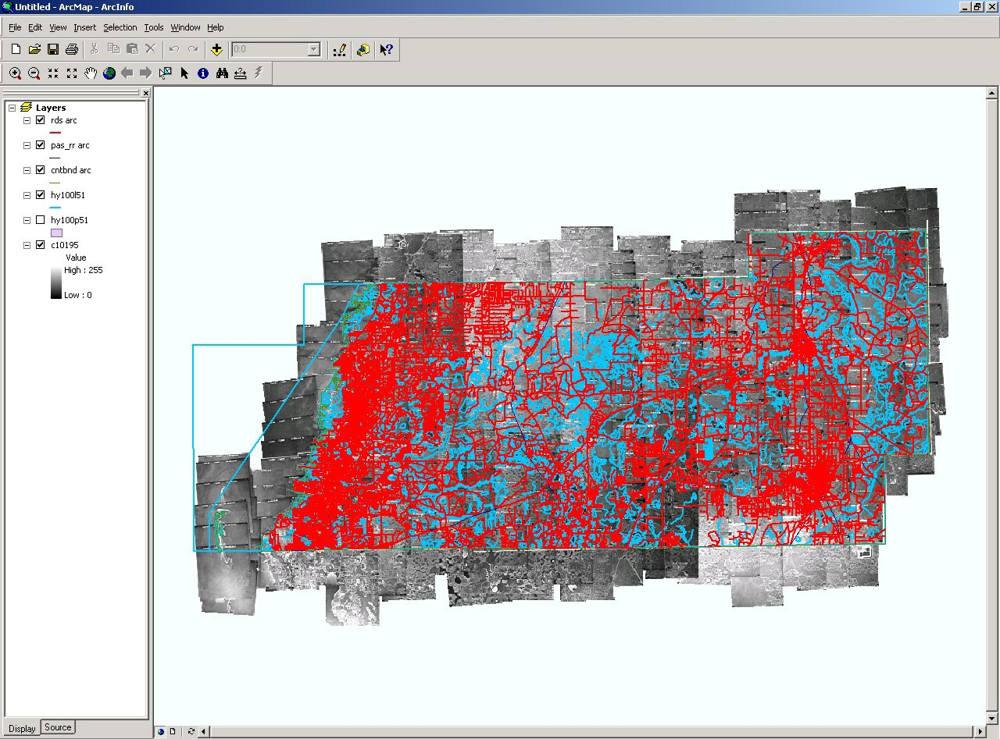 Untitled - ArcMap - ArcInfo
File Edit View Insert Selection Tools Window Help
0:0
Layers
rds arc
pas_rr arc
cntbnd arc
hy100l51
hy100p51
c10195
Value
High : 255
Low : 0
Display Source